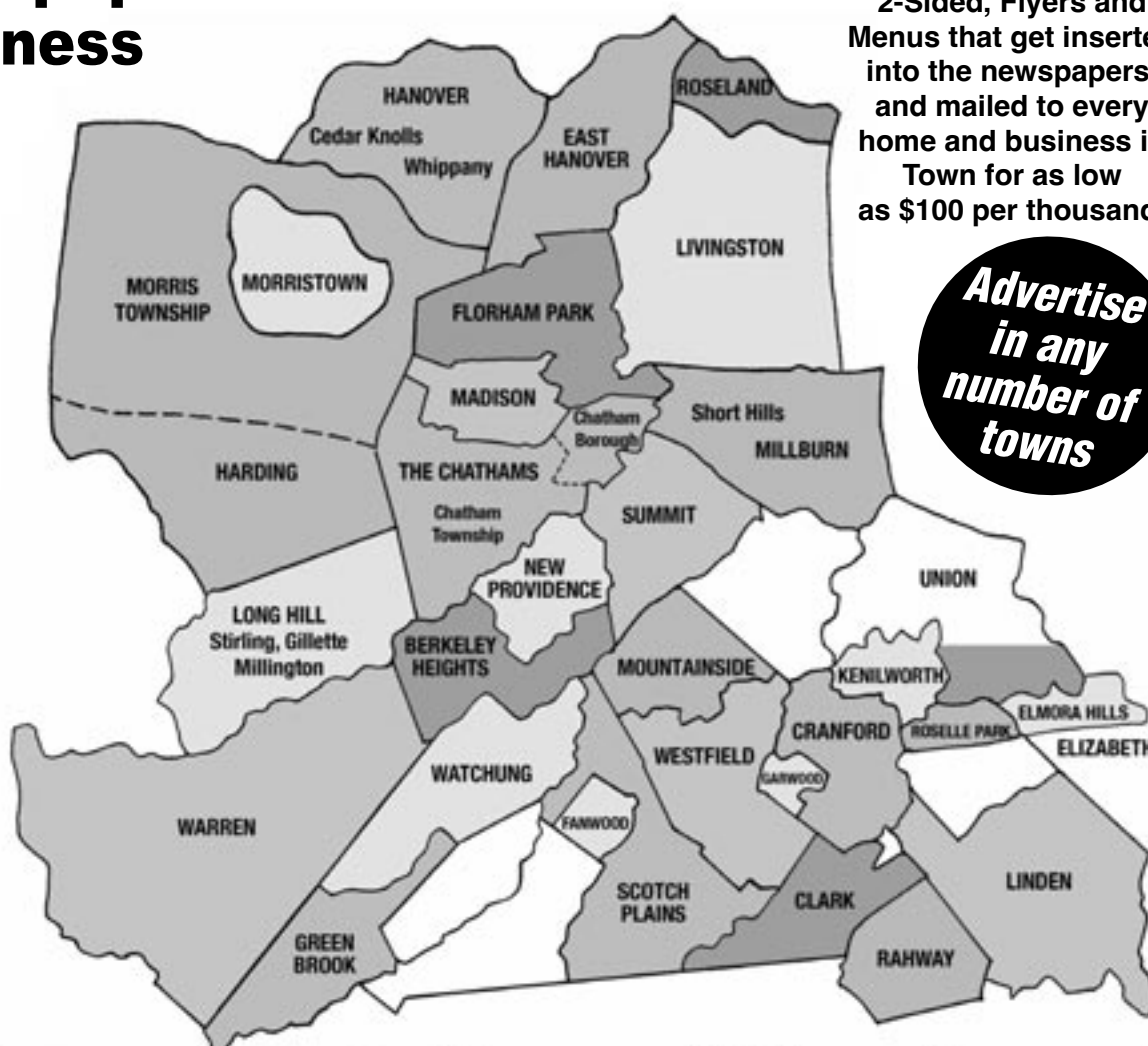 ness
2-Sided, Flyers and
Menus that get inserte
into the newspapers
and mailed to every
home and business i
Town for as low
as $100 per thousand
Advertise
in any
number of
towns
HANOVER
Cedar Knolls
Whippany
EAST
HANOVER
ROSELAND
LIVINGSTON
MORRIS
TOWNSHIP
MORRISTOWN
FLORHAM PARK
MADISON
Chatham
Borough
Short Hills
MILLBURN
HARDING
THE CHATHAMS
Chatham
Township
SUMMIT
NEW
PROVIDENCE
UNION
LONG HILL
Stirling, Gillette
Millington
BERKELEY
HEIGHTS
MOUNTAINSIDE
KENILWORTH
ELMORA HILLS
CRANFORD
ROSELLE PARK
ELIZABETH
WESTFIELD
GARWOOD
WATCHUNG
WARREN
FANWOOD
SCOTCH
PLAINS
CLARK
LINDEN
GREEN
BROOK
RAHWAY